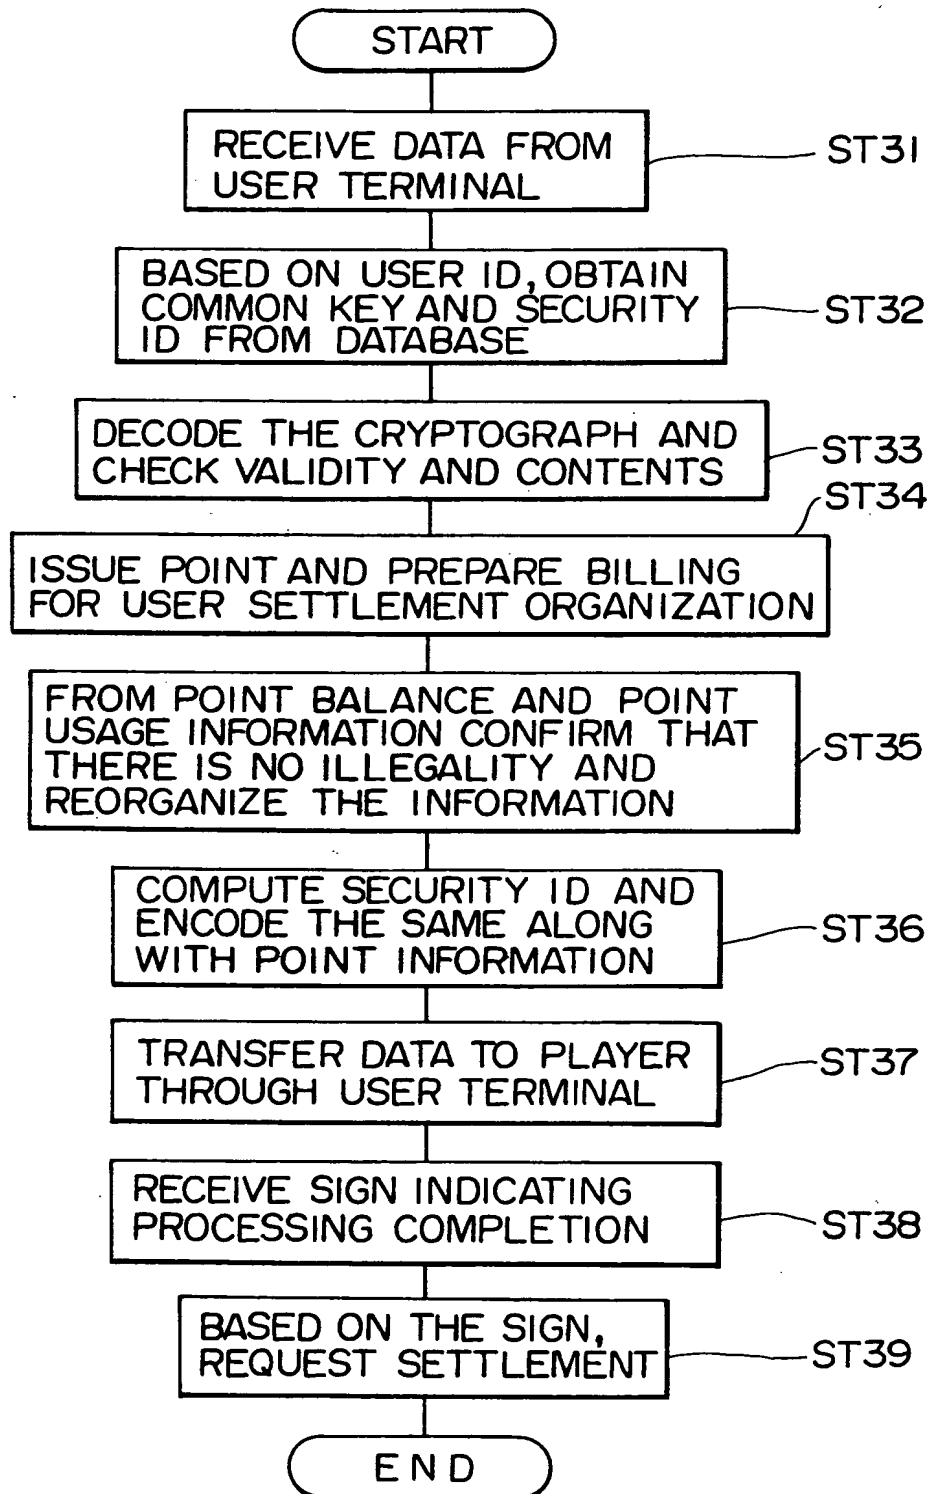 START
RECEIVE DATA FROM
USER TERMINAL
ST31
BASED ON USER ID, OBTAIN
COMMON KEY AND SECURITY
ID FROM DATABASE
ST32
DECODE THE CRYPTOGRAPH AND
CHECK VALIDITY AND CONTENTS
ST33
ST34
ISSUE POINT AND PREPARE BILLING
FOR USER SETTLEMENT ORGANIZATION
FROM POINT BALANCE AND POINT
USAGE INFORMATION CONFIRM THAT
THERE IS NO ILLEGALITY AND
REORGANIZE THE INFORMATION
ST35
COMPUTE SECURITY ID AND
ENCODE THE SAME ALONG
WITH POINT INFORMATION
ST36
TRANSFER DATA TO PLAYER
THROUGH USER TERMINAL
ST37
RECEIVE SIGN INDICATING
PROCESSING COMPLETION
ST38
BASED ON THE SIGN,
REQUEST SETTLEMENT
ST39
END